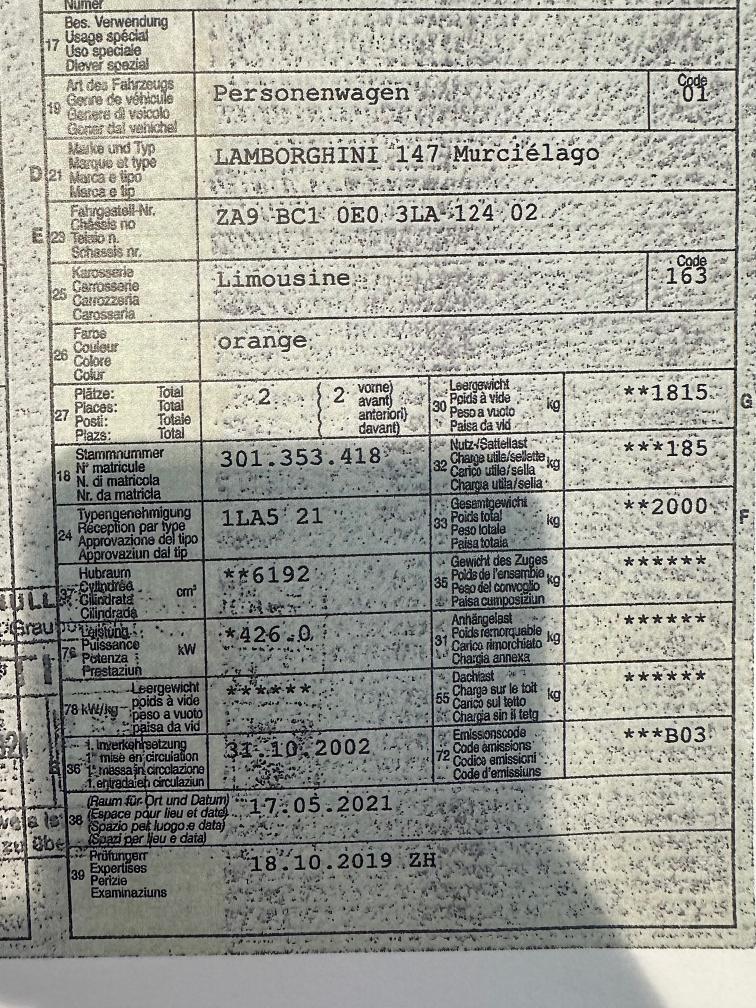 Numer
17 Bes. Verwendung
Usage spécial
Uso speciale
Diever spezial
19 Art des Fahrzeugs
Genre de véhicule
Genere di veicolo
Gener dal vehichel
Personenwagen
Code
01
D 21 Marke und Typ
Marque et type
Marca e tipo
Marca e tip
LAMBORGHINI 147 Murciélago
E 23 Fahrgestell-Nr.
Châssis no
Telaio n.
Schassis nr.
ZA9 BC1 0E0 3LA 124 02
25 Karosserie
Carrosserie
Carrozzeria
Carossaria
Limousine
Code
163
26 Farbe
Couleur
Colore
Colur
orange
27 Plätze: Total
Places: Total
Posti: Totale
Plazs: Total
2 { 2 vorne)
avant)
anteriori)
davant)
30 Leergewicht
Poids à vide
Peso a vuoto
Paisa da vid
kg
**1815
G
18 Stammnummer
N° matricule
N. di matricola
Nr. da matricla
301.353.418
32 Nutz-/Sattellast
Charge utile/sellette
Carico utile/sella
Chargia utila/sella
kg
***185
24 Typengenehmigung
Réception par type
Approvazione del tipo
Approvaziun dal tip
1LA5 21
33 Gesamtgewicht
Poids total
Peso totale
Paisa totala
kg
**2000
F
37 Hubraum
Cylindrée
Cilindrata
Cilindrada
cm³
**6192
35 Gewicht des Zuges
Poids de l'ensemble
Peso del convoglio
Paisa cumposiziun
kg
******
76 Leistung
Puissance
Potenza
Prestaziun
kW
*426.0
31 Anhängelast
Poids remorquable
Carico rimorchiato
Chargia annexa
kg
******
78 kW/kg Leergewicht
poids à vide
peso a vuoto
paisa da vid
******
55 Dachlast
Charge sur le toit
Carico sul tetto
Chargia sin il tetg
kg
******
B 36 1. Inverkehrsetzung
1re mise en circulation
1a messa in circolazione
1. entrada en circulaziun
31.10.2002
72 Emissionscode
Code émissions
Codice emissioni
Code d'emissiuns
***B03
38 (Raum für Ort und Datum)
(Espace pour lieu et date)
(Spazio per luogo e data)
(Spazi per lieu e data)
17.05.2021
39 Prüfungen
Expertises
Perizie
Examinaziuns
18.10.2019 ZH